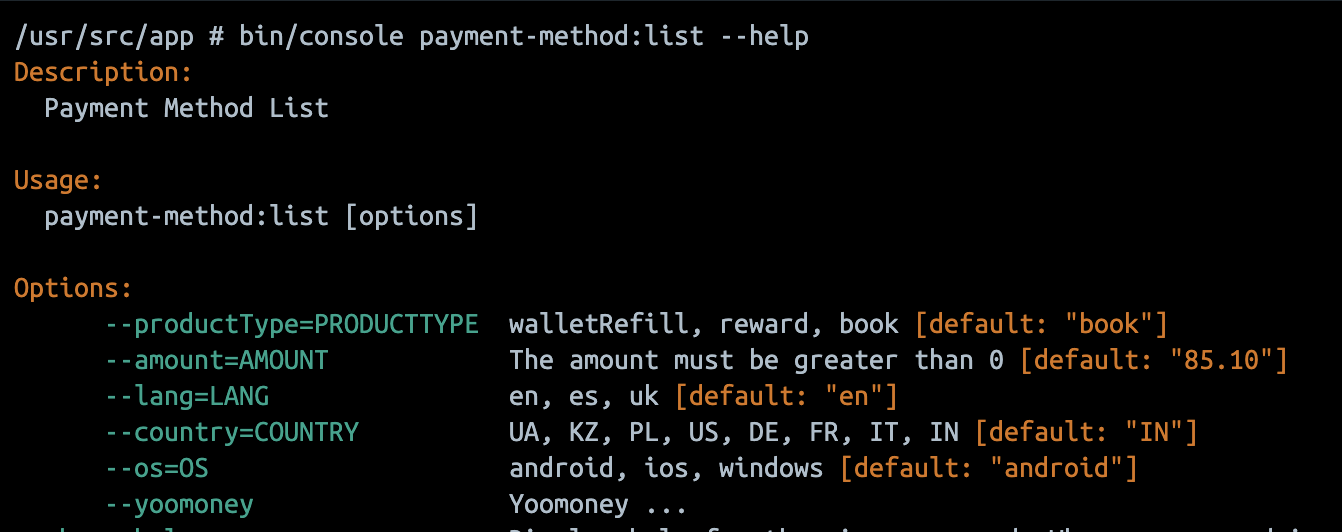 /usr/src/app # bin/console payment-method:list --help
Description:
  Payment Method List
Usage:
  payment-method:list [options]
Options:
      --productType=PRODUCTTYPE  walletRefill, reward, book [default: "book"]
      --amount=AMOUNT            The amount must be greater than 0 [default: "85.10"]
      --lang=LANG                en, es, uk [default: "en"]
      --country=COUNTRY          UA, KZ, PL, US, DE, FR, IT, IN [default: "IN"]
      --os=OS                    android, ios, windows [default: "android"]
      --yoomoney                 Yoomoney ...